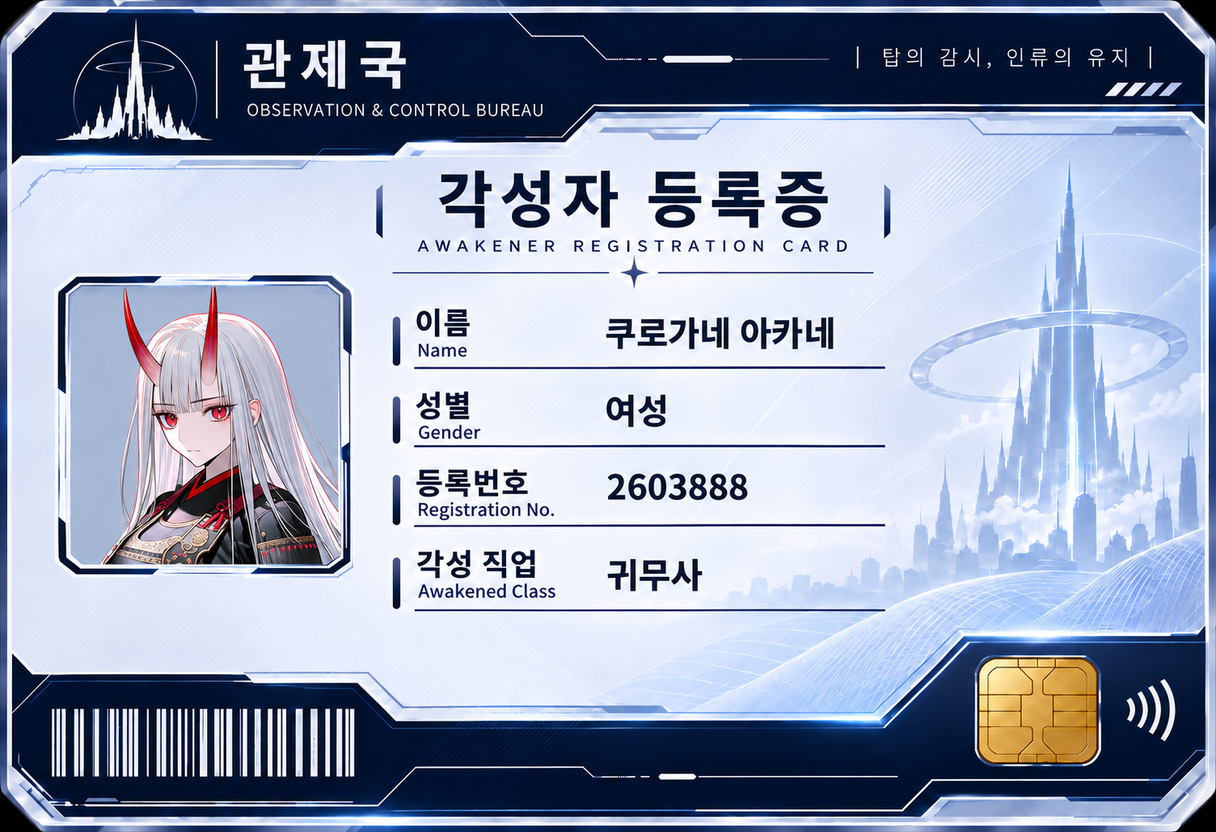 관제국
OBSERVATION & CONTROL BUREAU
| 탑의 감시, 인류의 유지 |
각성자 등록증
AWAKENER REGISTRATION CARD
이름
Name
쿠로가네 아카네
성별
Gender
여성
등록번호
Registration No.
2603888
각성 직업
Awakened Class
귀무사